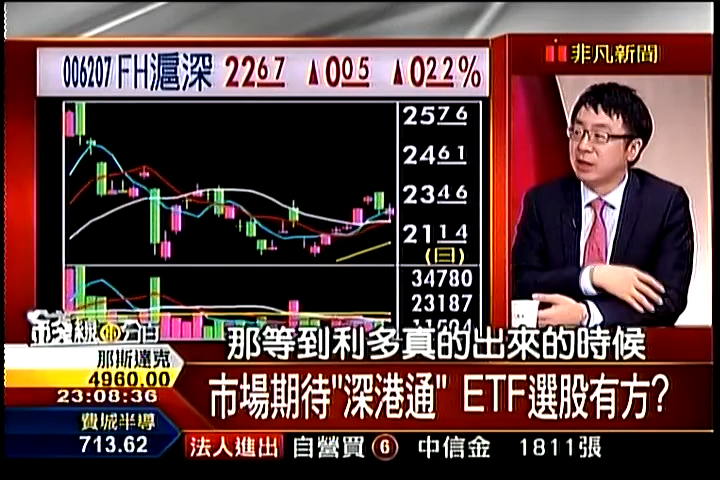 非凡新聞
006207 FH滬深 22.67 ▲0.05 ▲0.22%
25.76
24.61
23.46
21.14
(日)
34780
23187
那斯達克
4960.00
23:08:36
費城半導
713.62
那等到利多真的出來的時候
市場期待"深港通" ETF選股有方?
法人進出 自營買 6 中信金 1811張